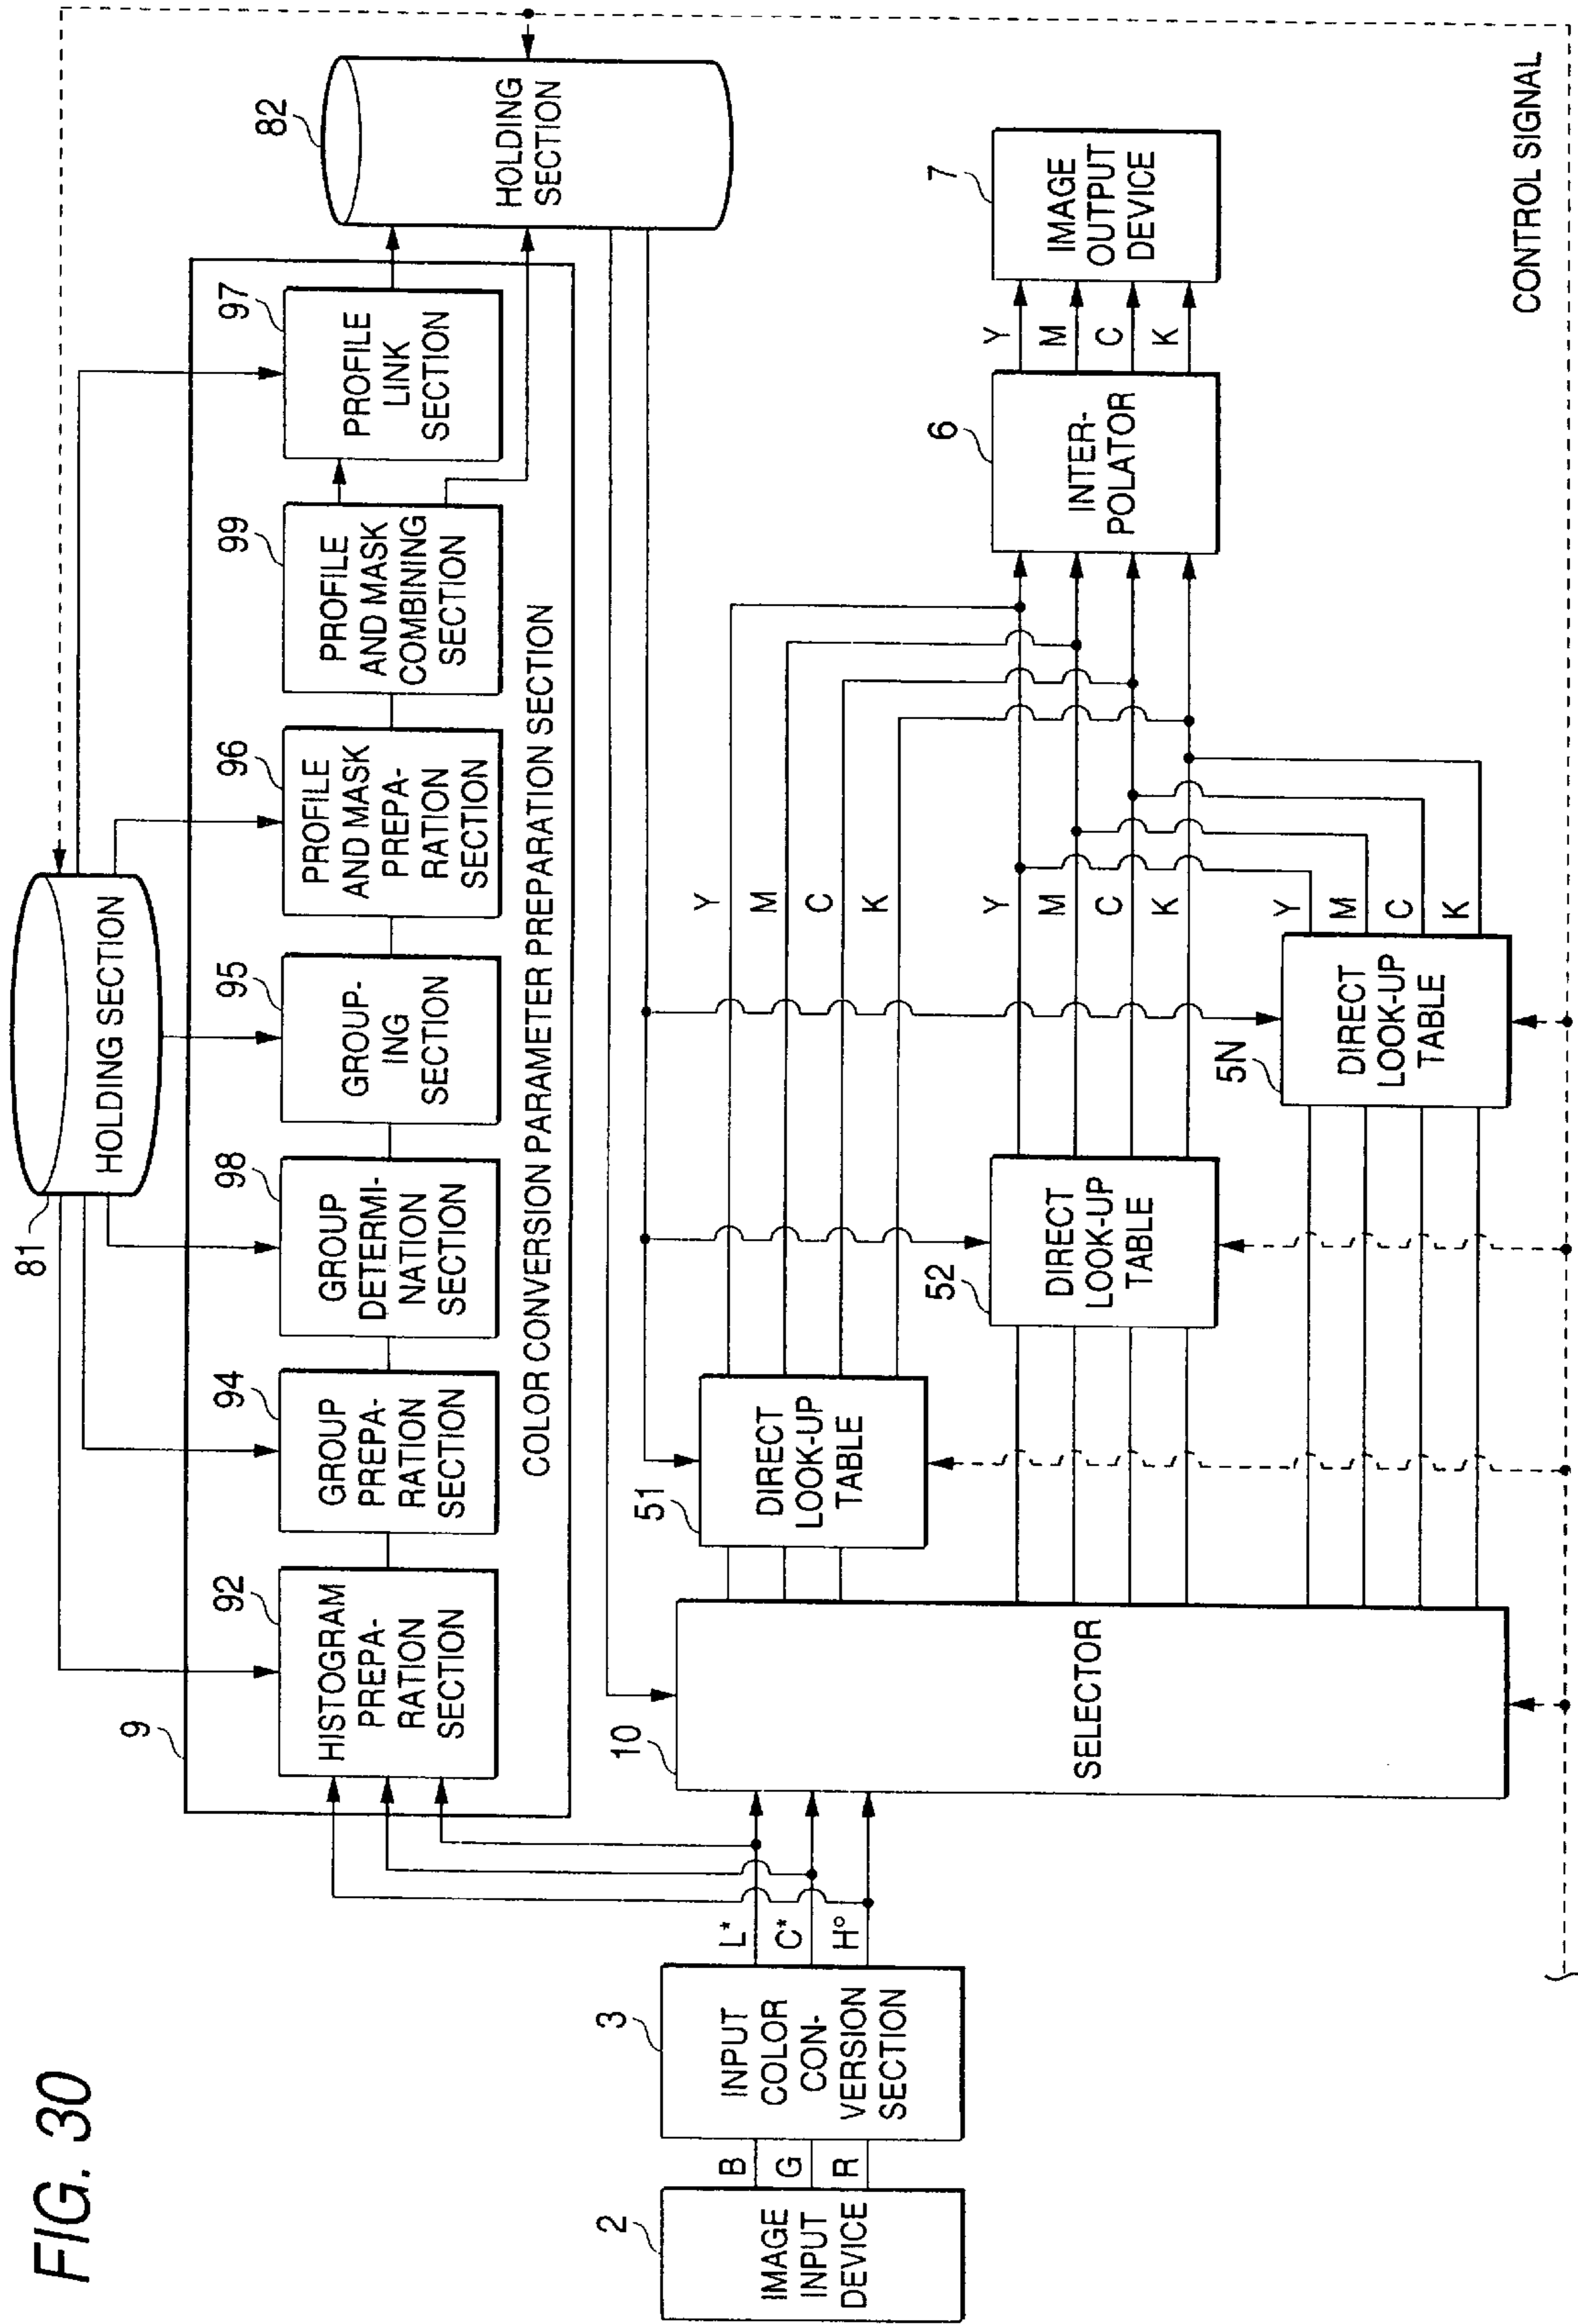 FIG. 30
81
HOLDING SECTION
82
HOLDING
SECTION
9
92
HISTOGRAM
PREPA-
RATION
SECTION
94
GROUP
PREPA-
RATION
SECTION
98
GROUP
DETERMI-
NATION
SECTION
95
GROUP-
ING
SECTION
96
PROFILE
AND MASK
PREPA-
RATION
SECTION
99
PROFILE
AND MASK
COMBINING
SECTION
97
PROFILE
LINK
SECTION
COLOR CONVERSION PARAMETER PREPARATION SECTION
2
IMAGE
INPUT
DEVICE
B
G
R
3
INPUT
COLOR
CON-
VERSION
SECTION
L*
C*
H°
10
SELECTOR
51
DIRECT
LOOK-UP
TABLE
Y
M
C
K
52
DIRECT
LOOK-UP
TABLE
Y
M
C
K
5N
DIRECT
LOOK-UP
TABLE
Y
M
C
K
6
INTER-
POLATOR
Y
M
C
K
7
IMAGE
OUTPUT
DEVICE
CONTROL SIGNAL